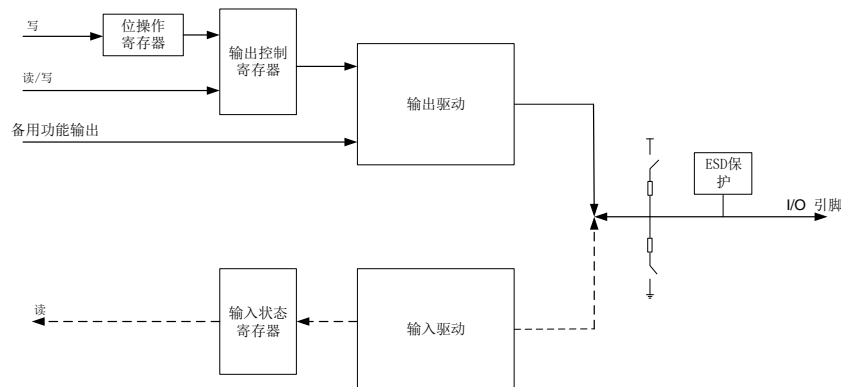 写
位操作
寄存器
输出控制
寄存器
读/写
输出驱动
备用功能输出
ESD保
护
I/O 引脚
输入状态
寄存器
读
输入驱动